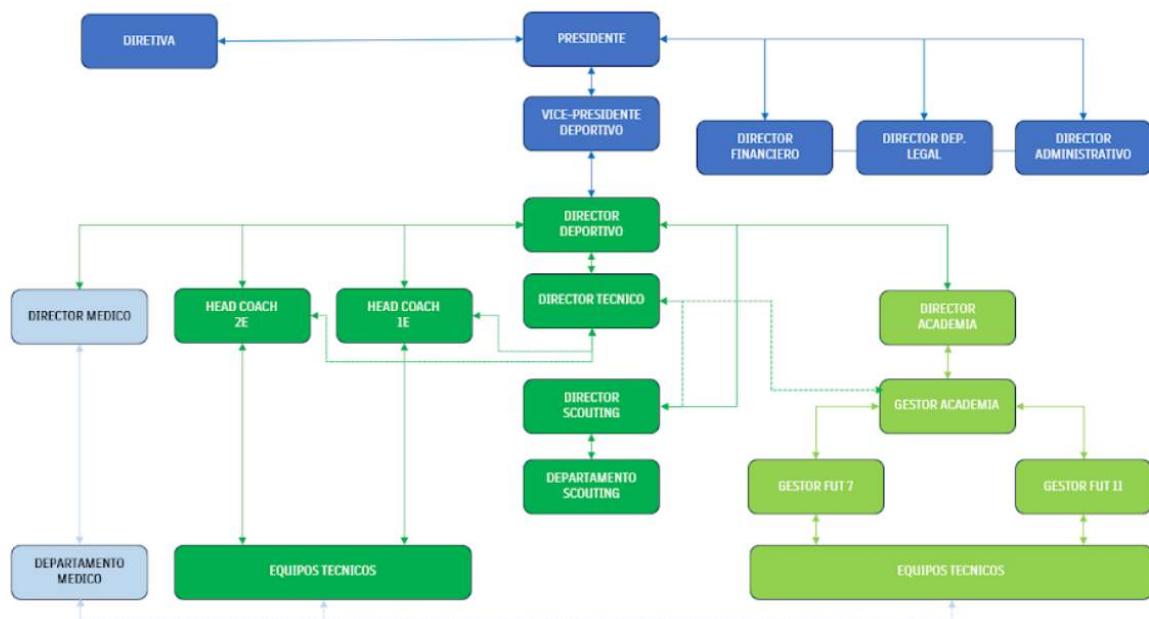 DIRETIVA
PRESIDENTE
VICE-PRESIDENTE
DEPORTIVO
DIRECTOR
FINANCIERO
DIRECTOR DEP.
LEGAL
DIRECTOR
ADMINISTRATIVO
DIRECTOR
DEPORTIVO
DIRECTOR MEDICO
HEAD COACH
2E
HEAD COACH
1E
DIRECTOR TECNICO
DIRECTOR
ACADEMIA
DIRECTOR
SCOUTING
GESTOR ACADEMIA
DEPARTAMENTO
SCOUTING
GESTOR FUT 7
GESTOR FUT 11
DEPARTAMENTO
MEDICO
EQUIPOS TECNICOS
EQUIPOS TECNICOS